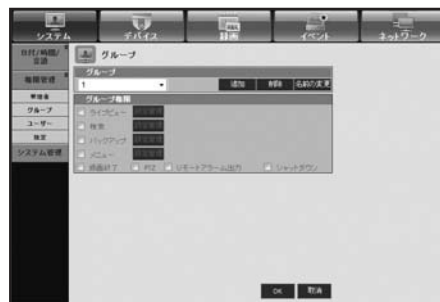 システム デバイス 録画 イベント ネットワーク
日付/時間/言語
権限管理
管理者
グループ
ユーザー
設定
システム管理
グループ
グループ
1 追加 削除 名前の変更
グループ権限
ライブビュー
検索
バックアップ
メニュー
録画終了 PTZ リモートアラーム出力 シャットダウン
OK 取消